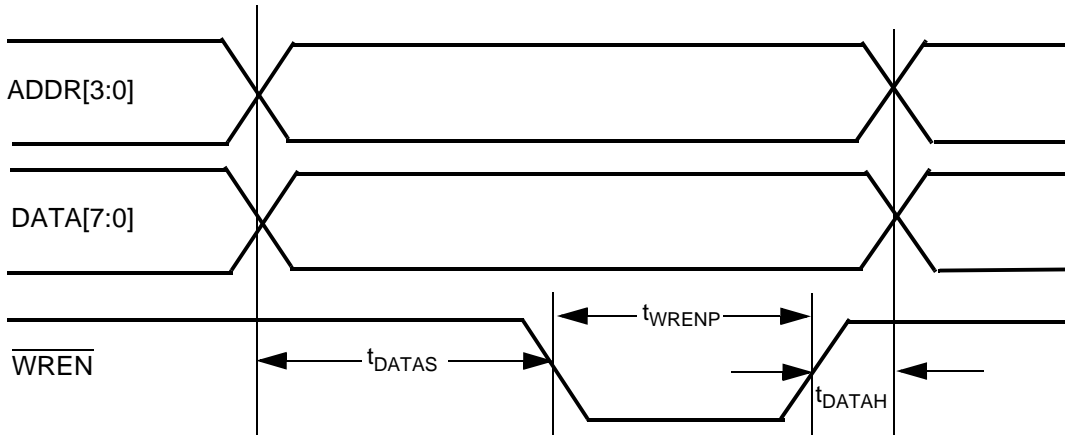 ADDR[3:0]
DATA[7:0]
tWRENP
WREN
tDATAS
tDATAH